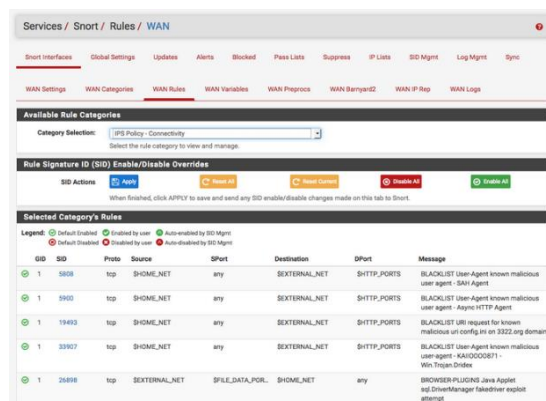 Services / Snort / Rules / WAN
Snort Interfaces Global Settings Updates Alerts Blocked Pass Lists Suppress IP Lists SID Mgmt Log Mgmt Sync
WAN Settings WAN Categories WAN Rules WAN Variables WAN Preprocs WAN Barnyard2 WAN IP Rep WAN Logs
Available Rule Categories
Category Selection: IPS Policy - Connectivity
Select the rule category to view and manage.
Rule Signature ID (SID) Enable/Disable Overrides
SID Actions Apply Reset All Reset Current Disable All Enable All
When finished, click APPLY to save and send any SID enable/disable changes made on this tab to Snort.
Selected Category's Rules
Legend: Default Enabled Enabled by user Auto-enabled by SID Mgmt
Default Disabled Disabled by user Auto-disabled by SID Mgmt
GID SID Proto Source SPort Destination DPort Message
1 5808 tcp $HOME_NET any $EXTERNAL_NET $HTTP_PORTS BLACKLIST User-Agent known malicious
user agent - SAH Agent
1 5900 tcp $HOME_NET any $EXTERNAL_NET $HTTP_PORTS BLACKLIST User-Agent known malicious
user agent - Async HTTP Agent
1 19493 tcp $HOME_NET any $EXTERNAL_NET $HTTP_PORTS BLACKLIST URI request for known
malicious uri config.ini on 3322.org domain
1 33907 tcp $HOME_NET any $EXTERNAL_NET $HTTP_PORTS BLACKLIST User-Agent known malicious
user-agent - KAIIOOOO871 -
Win.Trojan.Dridex
1 26898 tcp $EXTERNAL_NET $FILE_DATA_POR... $HOME_NET any BROWSER-PLUGINS Java Applet
sql.DriverManager fakedriver exploit
attempt